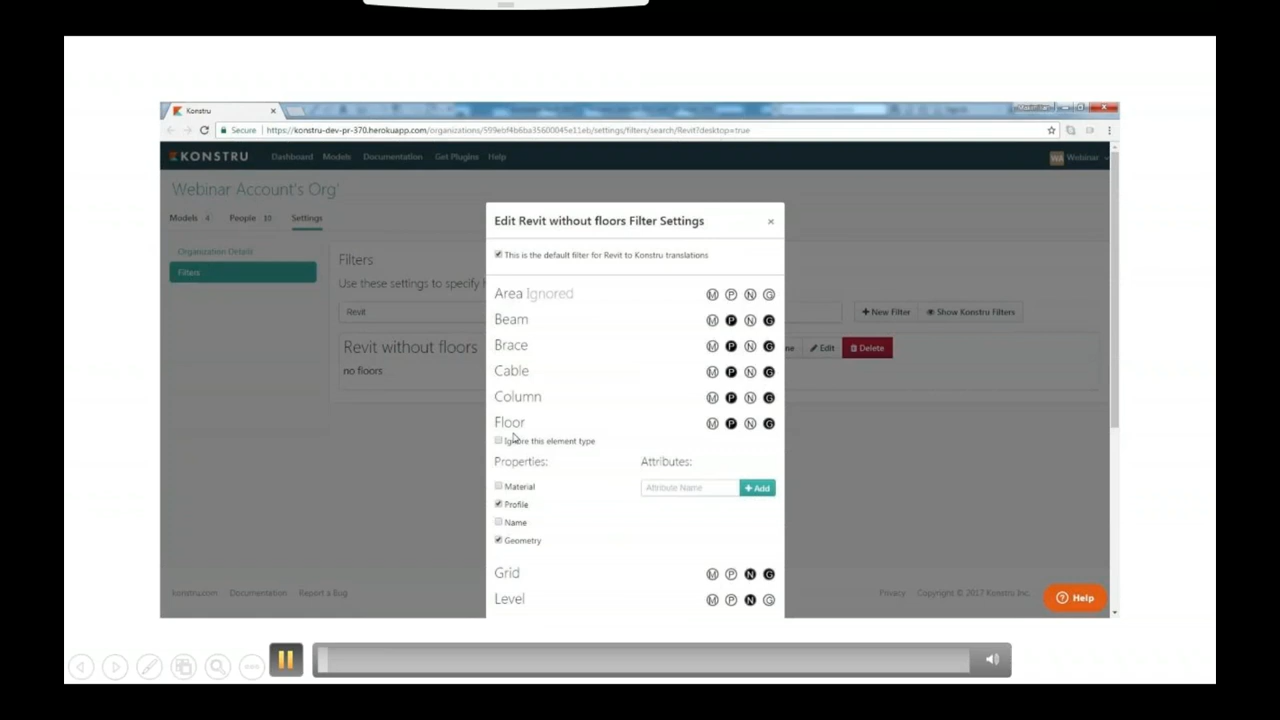 Konstru
Secure https://konstru-dev-pr-370.herokuapp.com/organizations/599ebf4b6ba35600045e11eb/settings/filters/search/Revit?desktop=true
KONSTRU Dashboard Models Documentation Get Plugins Help WA Webinar
Webinar Account's Org'
Models 4 People 10 Settings
Organization Details
Filters
Filters
Use these settings to specify
Revit
+ New Filter Show Konstru Filters
Revit without floors
Edit Delete
no floors
Edit Revit without floors Filter Settings ×
This is the default filter for Revit to Konstru translations
Area Ignored M P N G
Beam M P N G
Brace M P N G
Cable M P N G
Column M P N G
Floor M P N G
Ignore this element type
Properties: Attributes:
Material
Attribute Name + Add
Profile
Name
Geometry
Grid M P N G
Level M P N G
konstru.com Documentation Report a Bug
Privacy Copyright © 2017 Konstru Inc.
Help